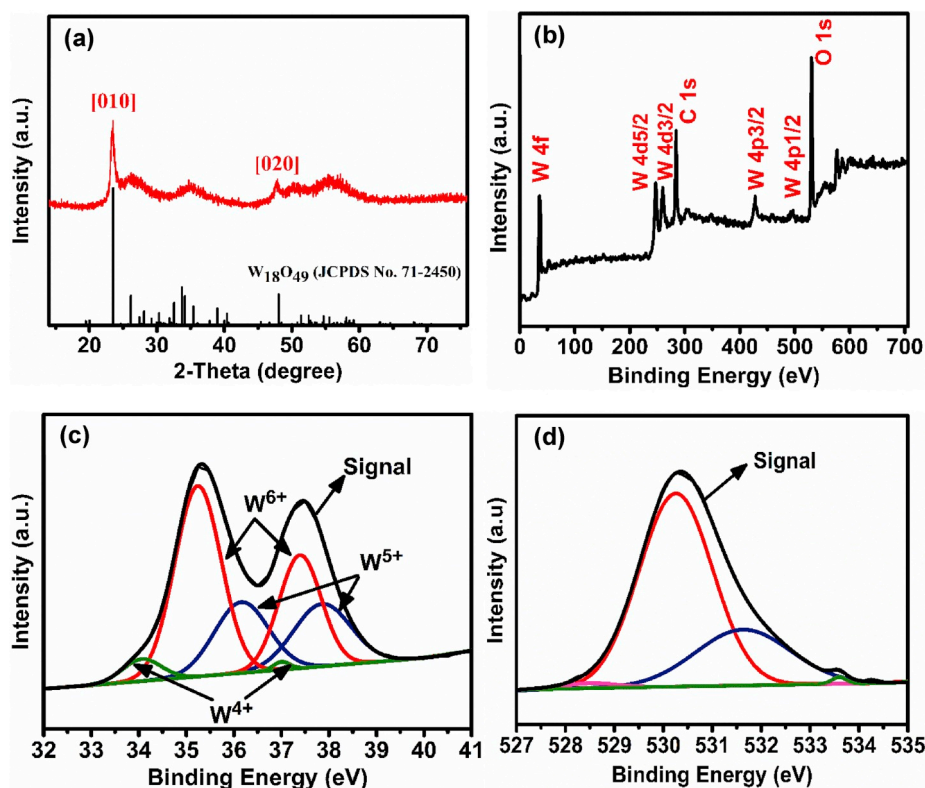 (a)
[010]
[020]
W18O49 (JCPDS No. 71-2450)
Intensity (a.u.)
20 30 40 50 60 70
2-Theta (degree)
(b)
W 4f
W 4d5/2
W 4d3/2
C 1s
W 4p3/2
W 4p1/2
O 1s
Intensity (a.u.)
0 100 200 300 400 500 600 700
Binding Energy (eV)
(c)
Signal
W6+
W5+
W4+
Intensity (a.u.)
32 33 34 35 36 37 38 39 40 41
Binding Energy (eV)
(d)
Signal
Intensity (a.u)
527 528 529 530 531 532 533 534 535
Binding Energy (eV)